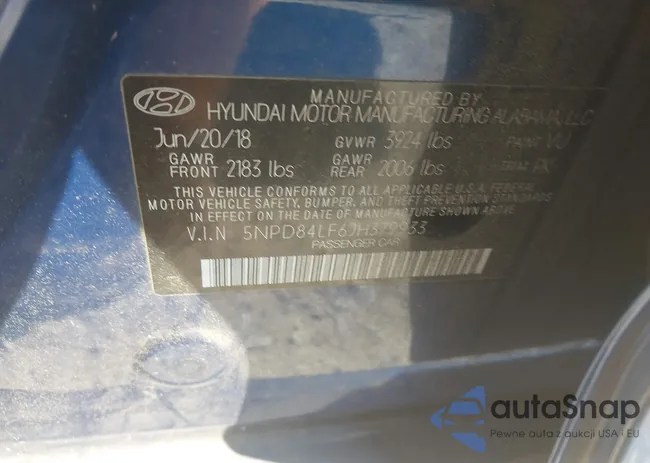 MANUFACTURED BY
HYUNDAI MOTOR MANUFACTURING ALABAMA, LLC
Jun/20/18 GVWR 3924 lbs PAINT
GAWR FRONT 2183 lbs GAWR REAR 2006 lbs TRIM
THIS VEHICLE CONFORMS TO ALL APPLICABLE U.S.A. FEDERAL
MOTOR VEHICLE SAFETY, BUMPER, AND THEFT PREVENTION STANDARDS
IN EFFECT ON THE DATE OF MANUFACTURE SHOWN ABOVE
V.I.N
PASSENGER CAR
autaSnap
Pewne auta z aukcji USA i EU